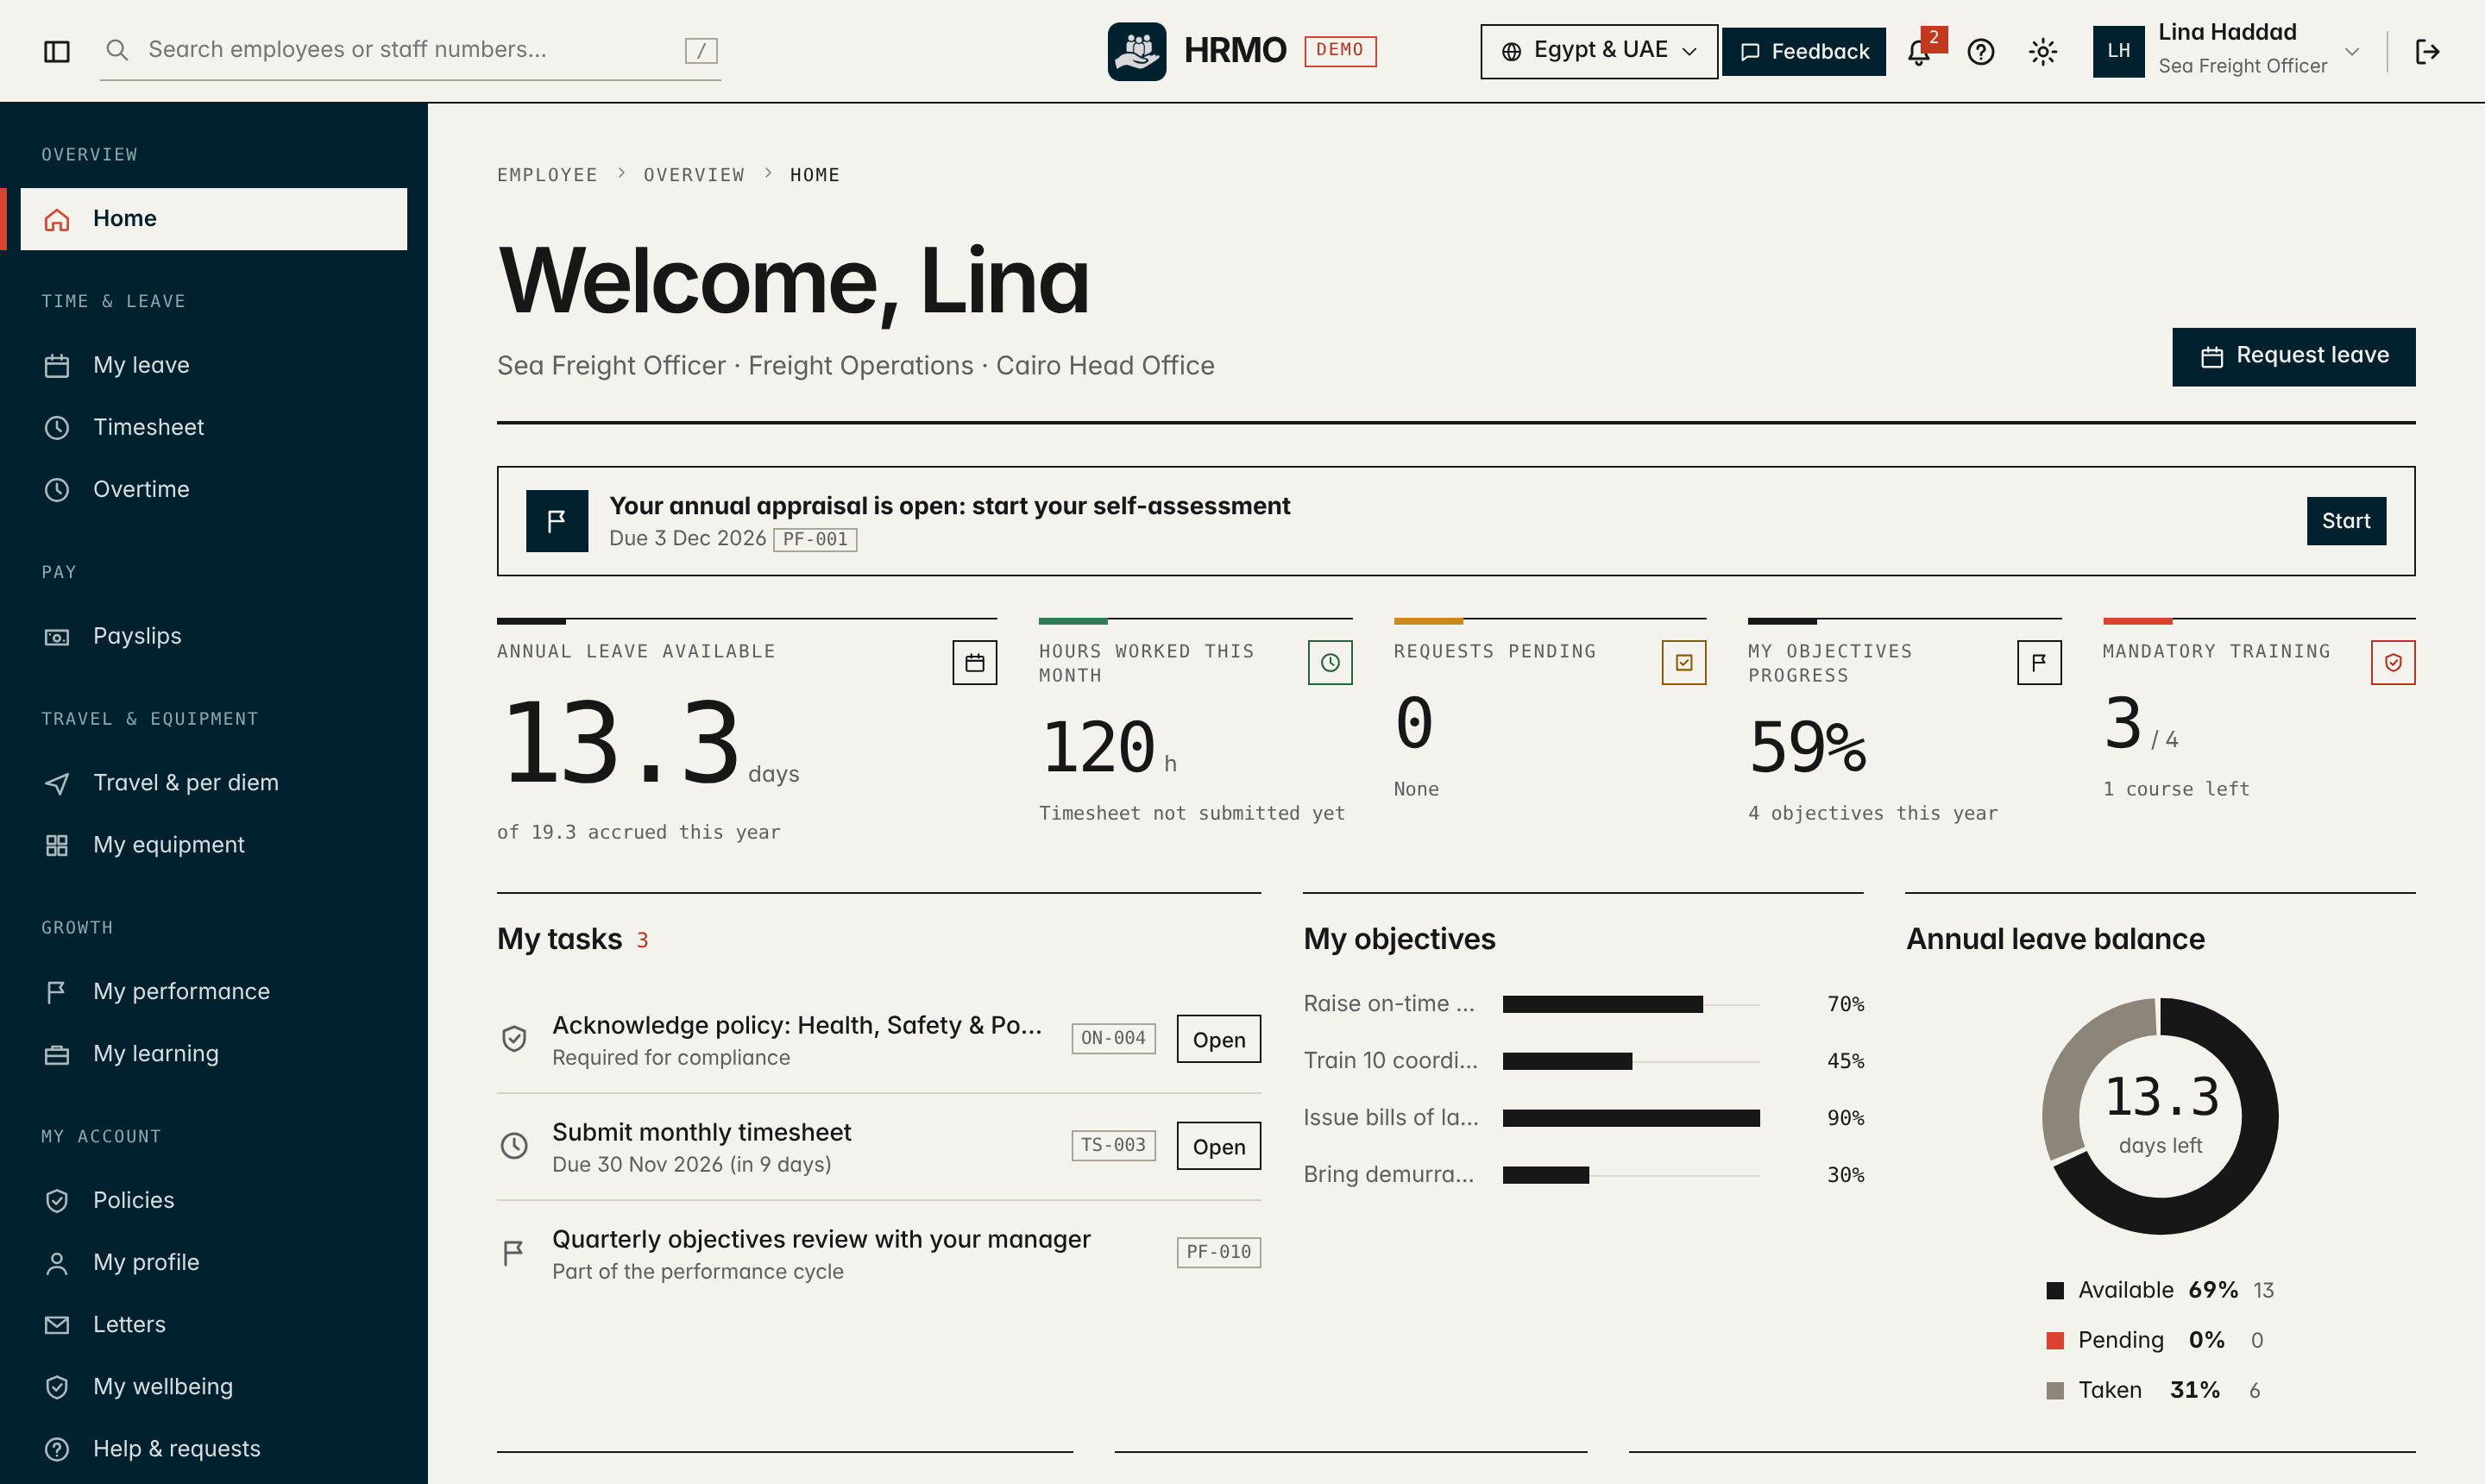 Search employees or staff numbers...
/
HRMO
DEMO
Egypt & UAE
Feedback
2
LH
Lina Haddad
Sea Freight Officer
OVERVIEW
Home
TIME & LEAVE
My leave
Timesheet
Overtime
PAY
Payslips
TRAVEL & EQUIPMENT
Travel & per diem
My equipment
GROWTH
My performance
My learning
MY ACCOUNT
Policies
My profile
Letters
My wellbeing
Help & requests
EMPLOYEE > OVERVIEW > HOME
Welcome, Lina
Sea Freight Officer · Freight Operations · Cairo Head Office
Request leave
Your annual appraisal is open: start your self-assessment
Due 3 Dec 2026 PF-001
Start
ANNUAL LEAVE AVAILABLE
13.3 days
of 19.3 accrued this year
HOURS WORKED THIS
MONTH
120 h
Timesheet not submitted yet
REQUESTS PENDING
0
None
MY OBJECTIVES
PROGRESS
59%
4 objectives this year
MANDATORY TRAINING
3 / 4
1 course left
My tasks 3
Acknowledge policy: Health, Safety & Po...
Required for compliance
ON-004
Open
Submit monthly timesheet
Due 30 Nov 2026 (in 9 days)
TS-003
Open
Quarterly objectives review with your manager
Part of the performance cycle
PF-010
My objectives
Raise on-time ... 70%
Train 10 coordi... 45%
Issue bills of la... 90%
Bring demurra... 30%
Annual leave balance
13.3
days left
Available 69% 13
Pending 0% 0
Taken 31% 6